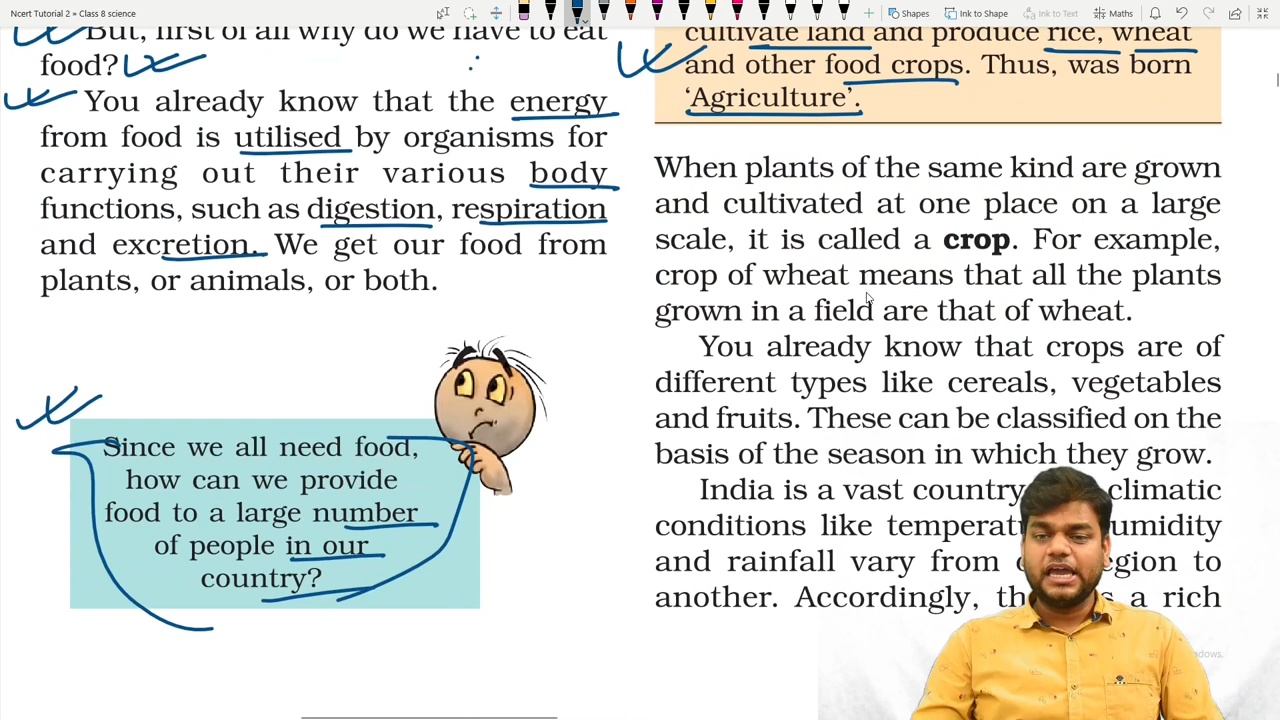 Ncert Tutorial 2 » Class 8 science
Shapes
Ink to Shape
Ink to Text
Maths
But, first of all why do we have to eat
food?
You already know that the energy
from food is utilised by organisms for
carrying out their various body
functions, such as digestion, respiration
and excretion. We get our food from
plants, or animals, or both.
Since we all need food,
how can we provide
food to a large number
of people in our
country?
cultivate land and produce rice, wheat
and other food crops. Thus, was born
‘Agriculture’.
When plants of the same kind are grown
and cultivated at one place on a large
scale, it is called a crop. For example,
crop of wheat means that all the plants
grown in a field are that of wheat.
You already know that crops are of
different types like cereals, vegetables
and fruits. These can be classified on the
basis of the season in which they grow.
India is a vast country climatic
conditions like humidity
and rainfall vary from region to
another. Accordingly, a rich